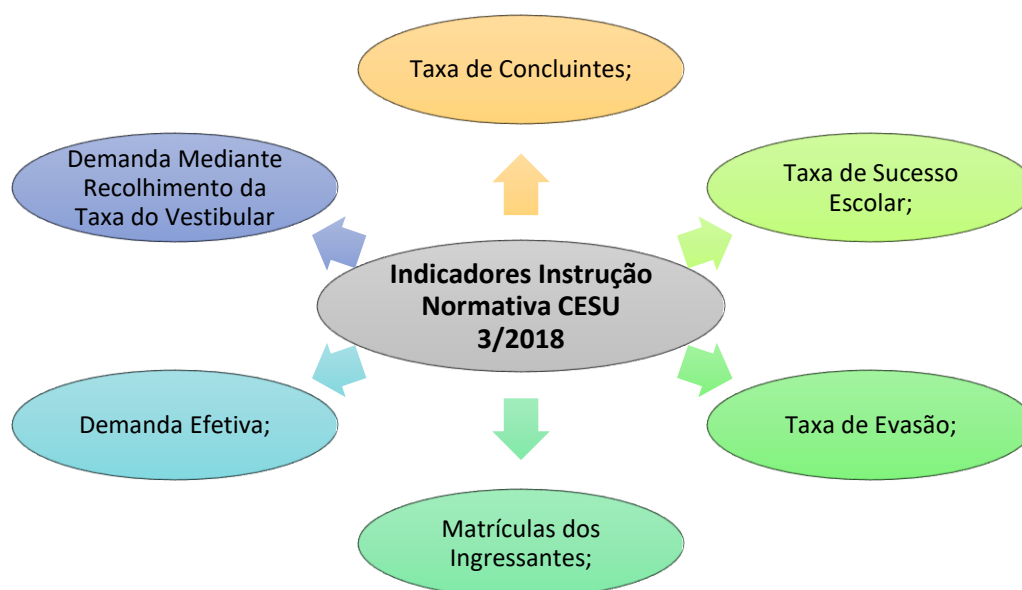 Taxa de Concluintes;
Demanda Mediante
Recolhimento da
Taxa do Vestibular
Taxa de Sucesso
Escolar;
Indicadores Instrução
Normativa CESU
3/2018
Demanda Efetiva;
Taxa de Evasão;
Matrículas dos
Ingressantes;